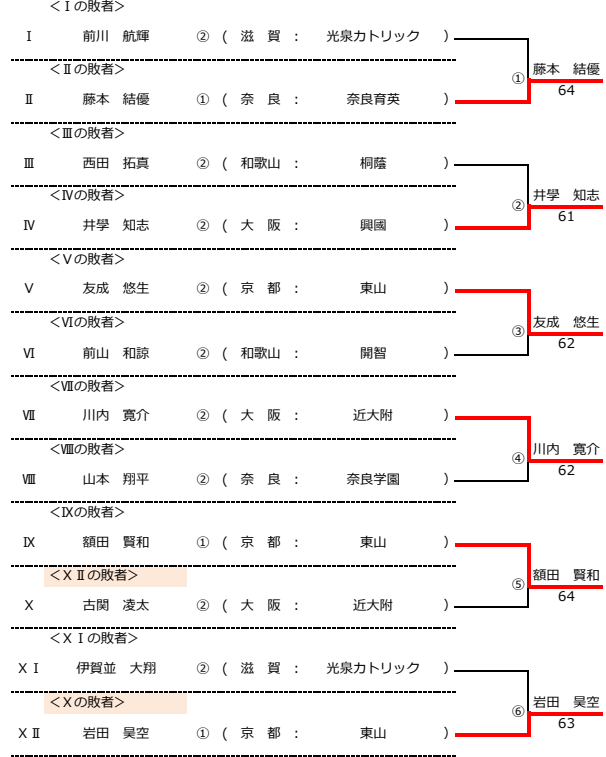 ＜Ⅰの敗者＞
Ⅰ 前川　航輝 ② ( 滋　賀 : 光泉カトリック )
＜Ⅱの敗者＞
① 藤本　結優
64
Ⅱ 藤本　結優 ① ( 奈　良 : 奈良育英 )
＜Ⅲの敗者＞
Ⅲ 西田　拓真 ② ( 和歌山 : 桐蔭 )
＜Ⅳの敗者＞
② 井學　知志
61
Ⅳ 井學　知志 ② ( 大　阪 : 興國 )
＜Ⅴの敗者＞
Ⅴ 友成　悠生 ② ( 京　都 : 東山 )
＜Ⅵの敗者＞
③ 友成　悠生
62
Ⅵ 前山　和諒 ② ( 和歌山 : 開智 )
＜Ⅶの敗者＞
Ⅶ 川内　寛介 ② ( 大　阪 : 近大附 )
＜Ⅷの敗者＞
④ 川内　寛介
62
Ⅷ 山本　翔平 ② ( 奈　良 : 奈良学園 )
＜Ⅸの敗者＞
Ⅸ 額田　賢和 ① ( 京　都 : 東山 )
＜ⅩⅡの敗者＞
⑤ 額田　賢和
64
Ⅹ 古関　凌太 ② ( 大　阪 : 近大附 )
＜ⅩⅠの敗者＞
ⅩⅠ 伊賀並　大翔 ② ( 滋　賀 : 光泉カトリック )
＜Ⅹの敗者＞
⑥ 岩田　昊空
63
ⅩⅡ 岩田　昊空 ① ( 京　都 : 東山 )